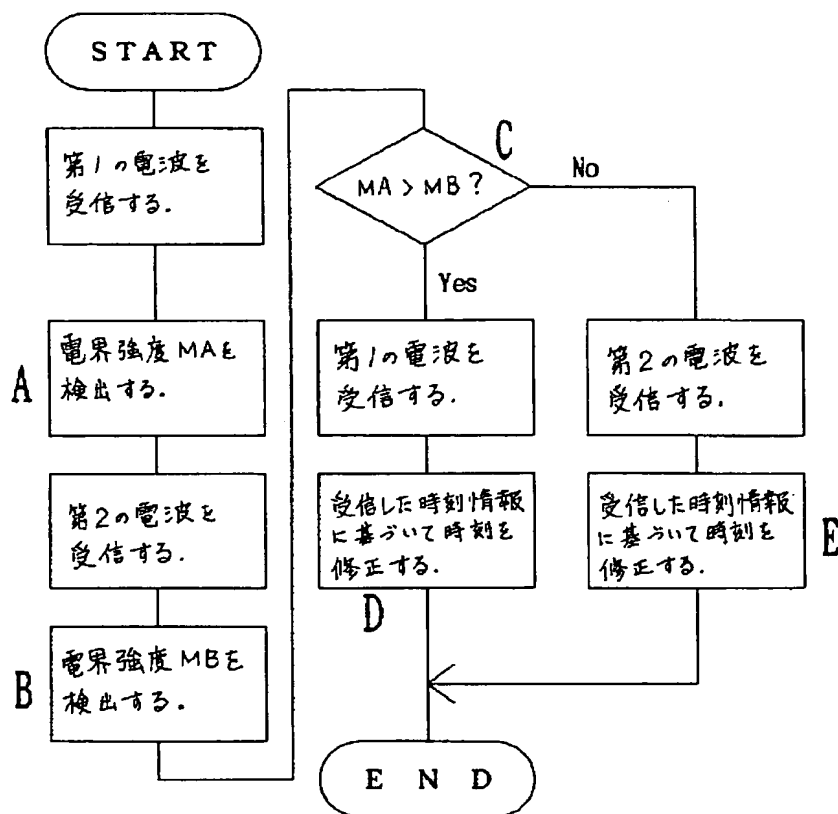 START
第1の電波を
受信する.
A
電界強度MAを
検出する.
第2の電波を
受信する.
B
電界強度MBを
検出する.
C
MA>MB?
No
Yes
第1の電波を
受信する.
受信した時刻情報
に基づいて時刻を
修正する.
D
第2の電波を
受信する.
受信した時刻情報
に基づいて時刻を
修正する.
E
END